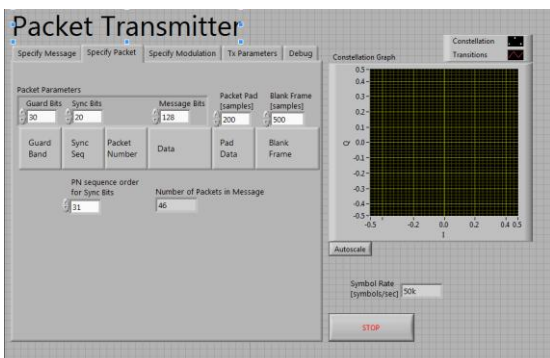 Packet Transmitter
Specify Message Specify Packet Specify Modulation Tx Parameters Debug
Packet Parameters
Guard Bits Sync Bits Message Bits Packet Pad [samples] Blank Frame [samples]
30 20 128 200 500
Guard Band Sync Seq Packet Number Data Pad Data Blank Frame
PN sequence order for Sync Bits
31
Number of Packets in Message
46
Constellation Graph
Constellation
Transitions
0.5
0.4
0.3
0.2
0.1
0.0
-0.1
-0.2
-0.3
-0.4
-0.5
Q
-0.5 -0.2 0.0 0.2 0.4 0.5
I
Autoscale
Symbol Rate [symbols/sec] 50k
STOP